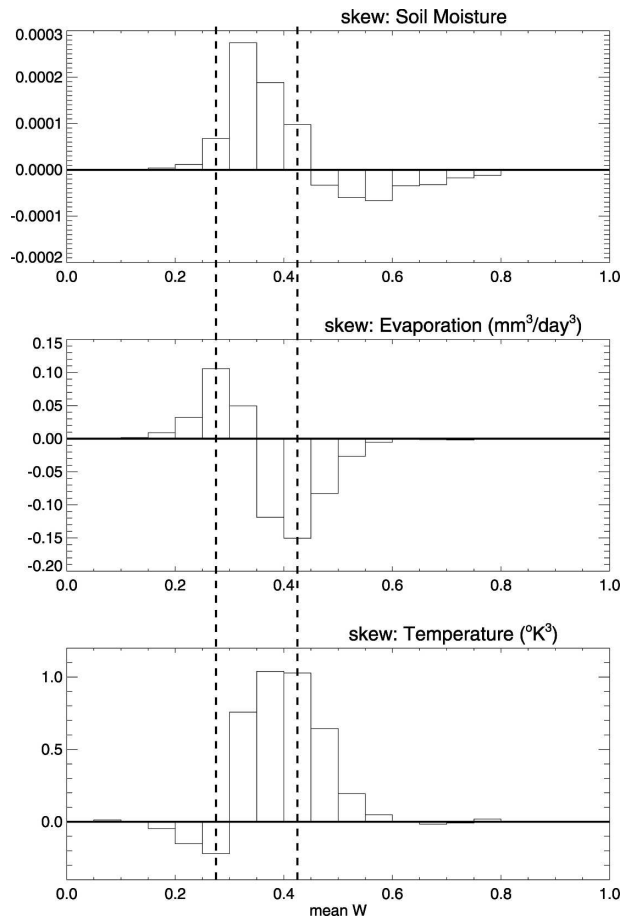 skew: Soil Moisture
0.0003
0.0002
0.0001
0.0000
-0.0001
-0.0002
0.0 0.2 0.4 0.6 0.8 1.0
skew: Evaporation (mm³/day³)
0.15
0.10
0.05
0.00
-0.05
-0.10
-0.15
-0.20
0.0 0.2 0.4 0.6 0.8 1.0
skew: Temperature (°K³)
1.0
0.5
0.0
0.0 0.2 0.4 0.6 0.8 1.0
mean W